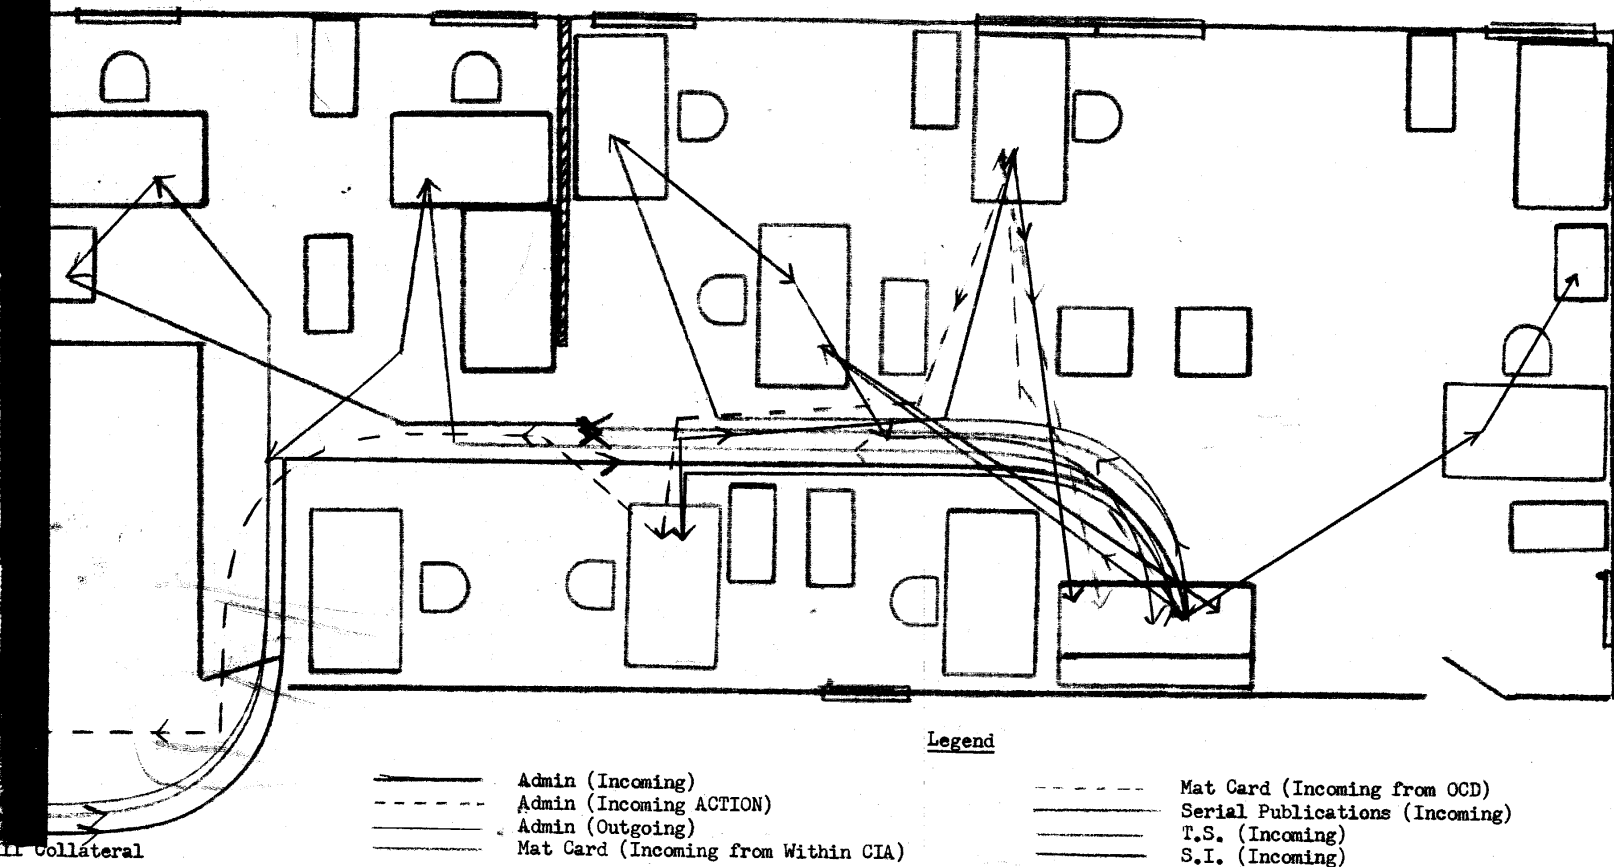 Legend
Admin (Incoming)
Admin (Incoming ACTION)
Admin (Outgoing)
Mat Card (Incoming from Within CIA)
Mat Card (Incoming from OCD)
Serial Publications (Incoming)
T.S. (Incoming)
S.I. (Incoming)
Collateral